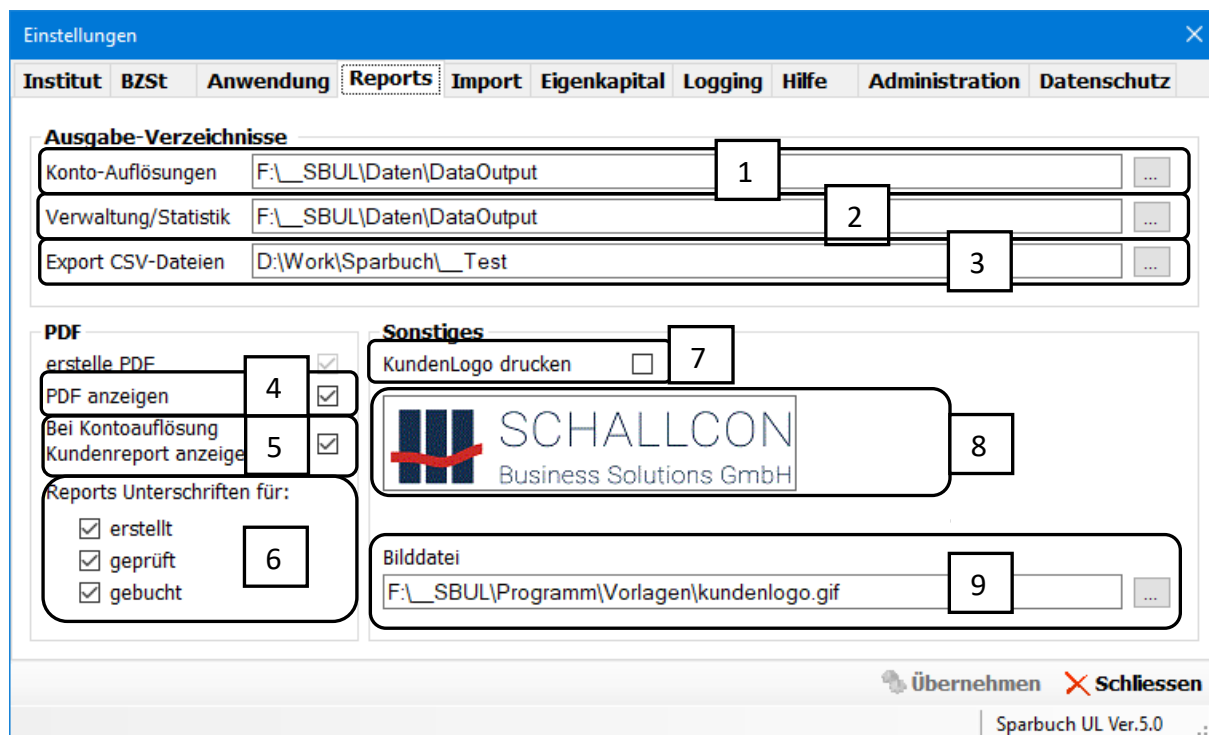 Einstellungen
Institut BZSt Anwendung Reports Import Eigenkapital Logging Hilfe Administration Datenschutz
Ausgabe-Verzeichnisse
Konto-Auflösungen F:\__SBUL\Daten\DataOutput 1 ...
Verwaltung/Statistik F:\__SBUL\Daten\DataOutput 2 ...
Export CSV-Dateien D:\Work\Sparbuch\__Test 3 ...
PDF
erstelle PDF
PDF anzeigen 4
Bei Kontoauflösung
Kundenreport anzeige 5
Reports Unterschriften für:
erstellt
geprüft 6
gebucht
Sonstiges
KundenLogo drucken 7
SCHALLCON
Business Solutions GmbH
8
Bilddatei
F:\__SBUL\Programm\Vorlagen\kundenlogo.gif 9 ...
Übernehmen Schliessen
Sparbuch UL Ver.5.0